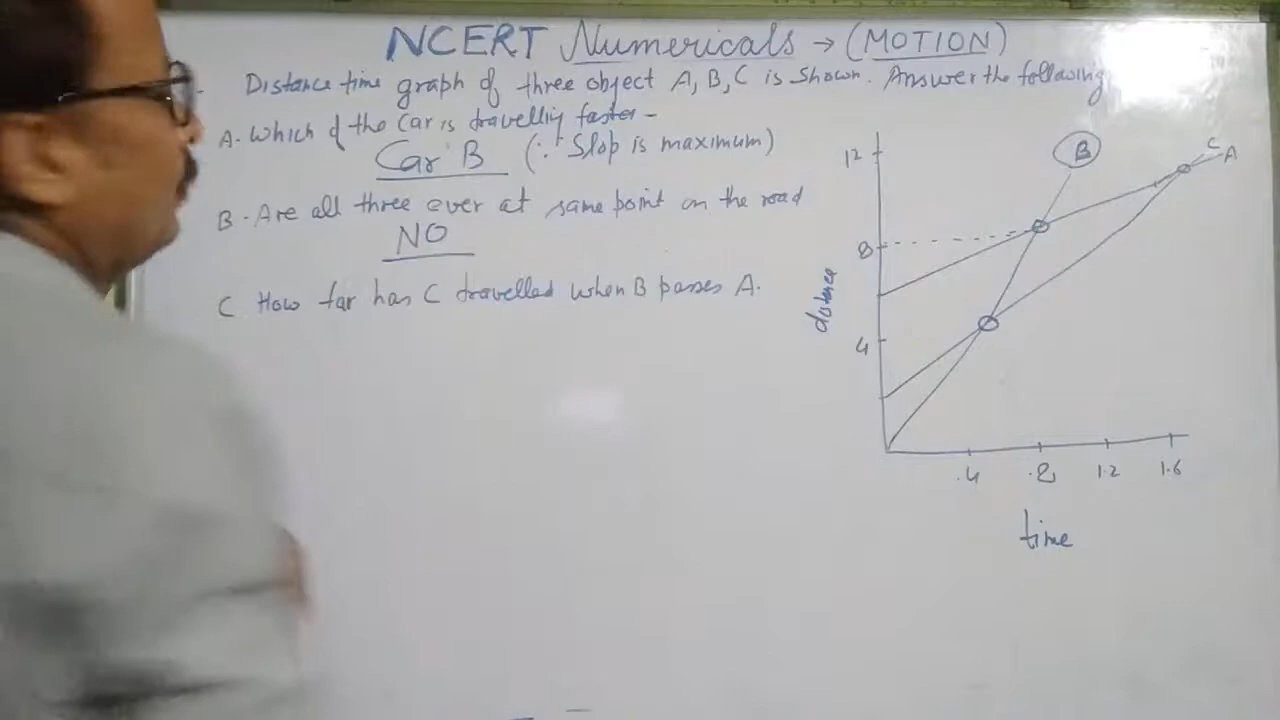 NCERT Numericals → (MOTION)
Distance time graph of three object A, B, C is shown. Answer the following
A. Which of the Car is travelliy faster -
Car B (∵ Slop is maximum)
B. Are all three ever at same point on the road
NO
C How far has C travelled when B passes A.
12
8
4
B
C
A
.4 .8 1.2 1.6
time